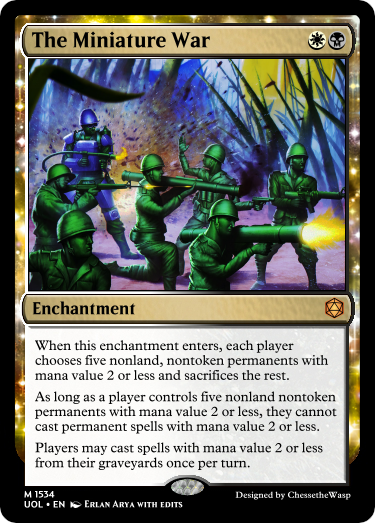 The Miniature War
Enchantment
When this enchantment enters, each player
chooses five nonland, nontoken permanents with
mana value 2 or less and sacrifices the rest.
As long as a player controls five nonland nontoken
permanents with mana value 2 or less, they cannot
cast permanent spells with mana value 2 or less.
Players may cast spells with mana value 2 or less
from their graveyards once per turn.
M 1534
UOL • EN Erlan Arya with edits
Designed by ChessetheWasp